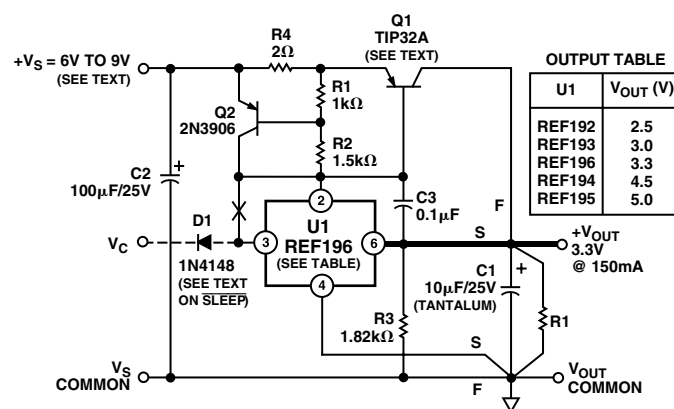 Q1
TIP32A
(SEE TEXT)
R4
2Ω
+VS = 6V TO 9V
(SEE TEXT)
OUTPUT TABLE
U1 VOUT (V)
REF192 2.5
REF193 3.0
REF196 3.3
REF194 4.5
REF195 5.0
R1
1kΩ
Q2
2N3906
R2
1.5kΩ
C2
100µF/25V
+
C3
0.1µF
F
2
U1
REF196
(SEE TABLE)
3
6
4
S
D1
VC
1N4148
(SEE TEXT
ON SLEEP)
+VOUT
3.3V
@ 150mA
C1
10µF/25V
(TANTALUM)
+
R1
R3
1.82kΩ
S
F
VS
COMMON
VOUT
COMMON